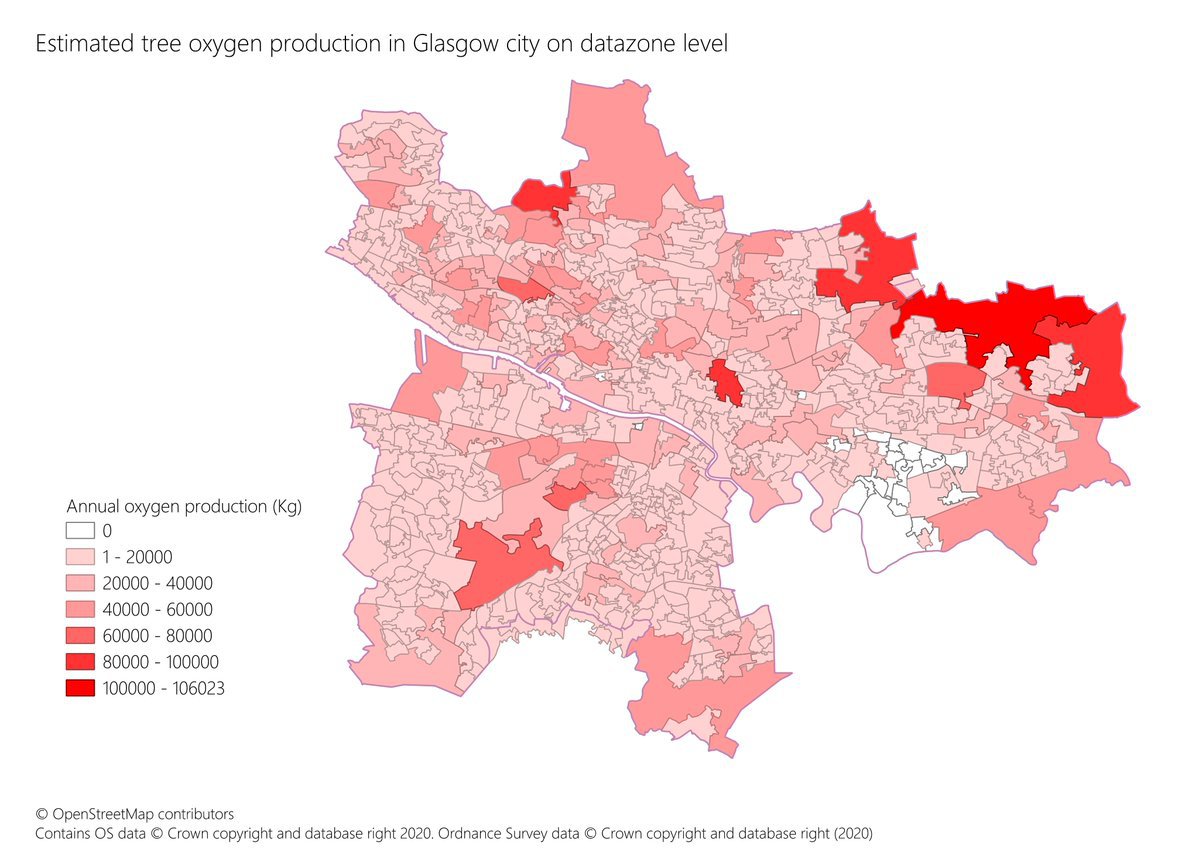 Estimated tree oxygen production in Glasgow city on datazone level
Annual oxygen production (Kg)
0
1 - 20000
20000 - 40000
40000 - 60000
60000 - 80000
80000 - 100000
100000 - 106023
© OpenStreetMap contributors
Contains OS data © Crown copyright and database right 2020. Ordnance Survey data © Crown copyright and database right (2020)